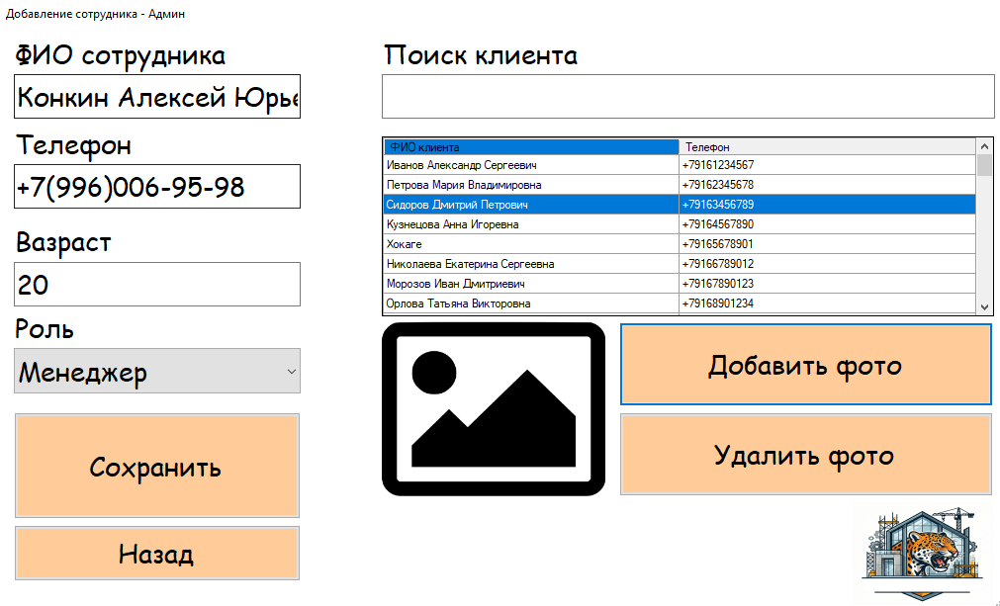 Добавление сотрудника - Админ
ФИО сотрудника
Конкин Алексей Юрье
Телефон
+7(996)006-95-98
Вазраст
20
Роль
Менеджер
Сохранить
Назад
Поиск клиента
ФИО клиента Телефон
Иванов Александр Сергеевич +79161234567
Петрова Мария Владимировна +79162345678
Сидоров Дмитрий Петрович +79163456789
Кузнецова Анна Игоревна +79164567890
Хокаге +79165678901
Николаева Екатерина Сергеевна +79166789012
Морозов Иван Дмитриевич +79167890123
Орлова Татьяна Викторовна +79168901234
Добавить фото
Удалить фото